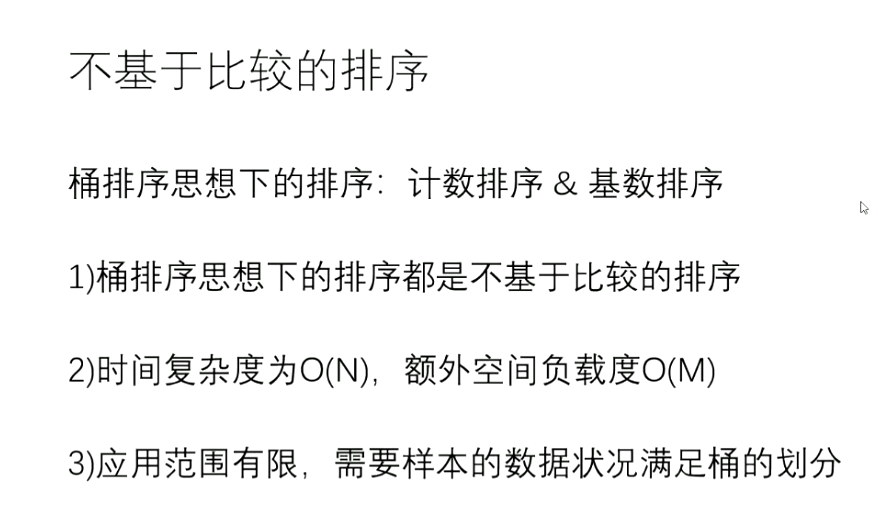 不基于比较的排序
桶排序思想下的排序：计数排序 & 基数排序
1)桶排序思想下的排序都是不基于比较的排序
2)时间复杂度为O(N)，额外空间负载度O(M)
3)应用范围有限，需要样本的数据状况满足桶的划分